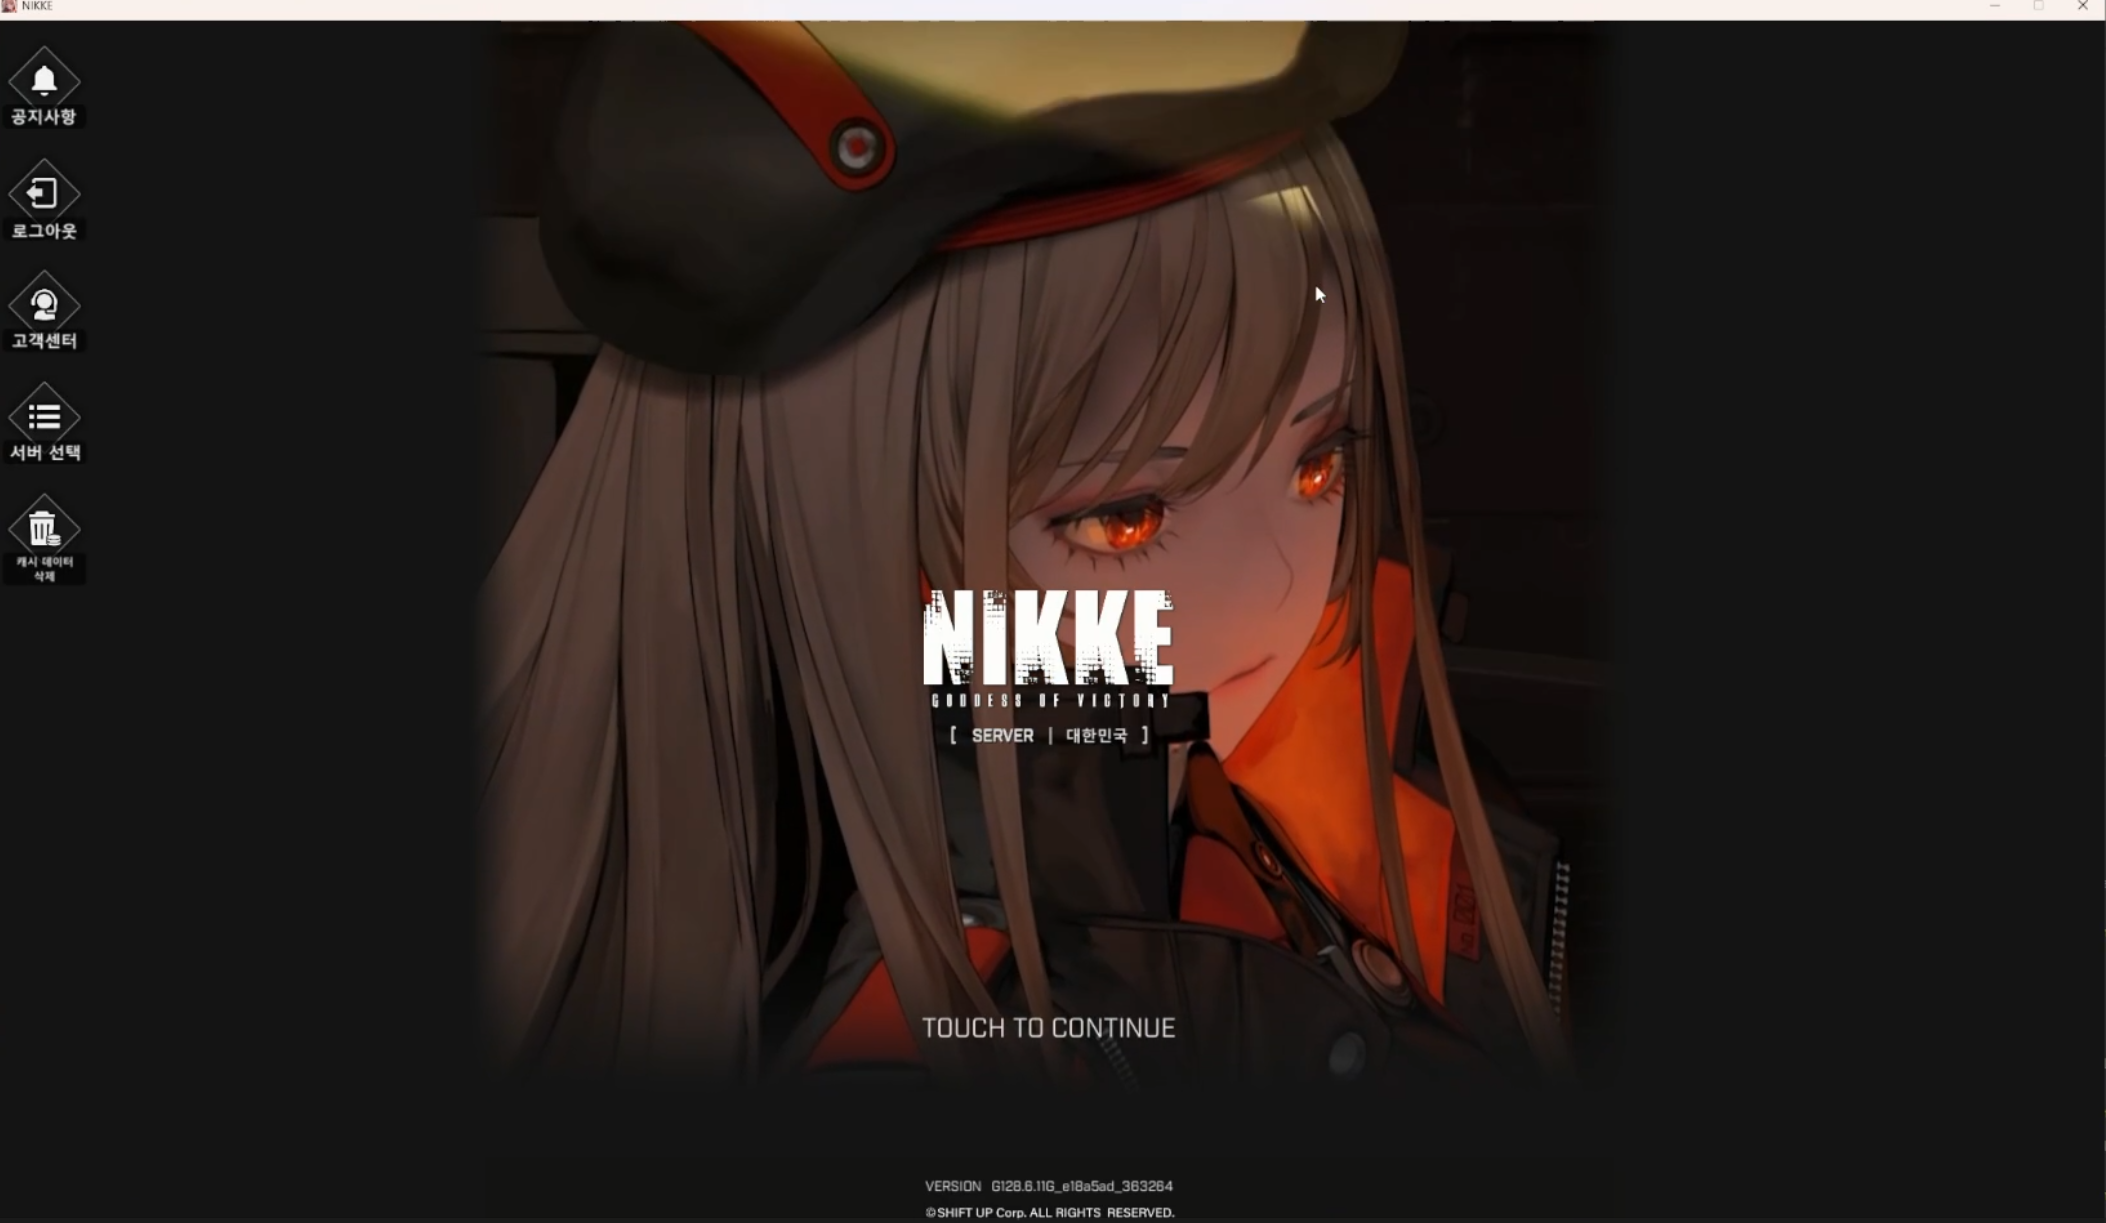 NIKKE
공지사항
로그아웃
고객센터
서버 선택
캐시·데이터
삭제
NIKKE
GODDESS OF VICTORY
[ SERVER | 대한민국 ]
No.001
TOUCH TO CONTINUE
VERSION G128.6.11G_e18a5ad_363264
©SHIFT UP Corp. ALL RIGHTS RESERVED.